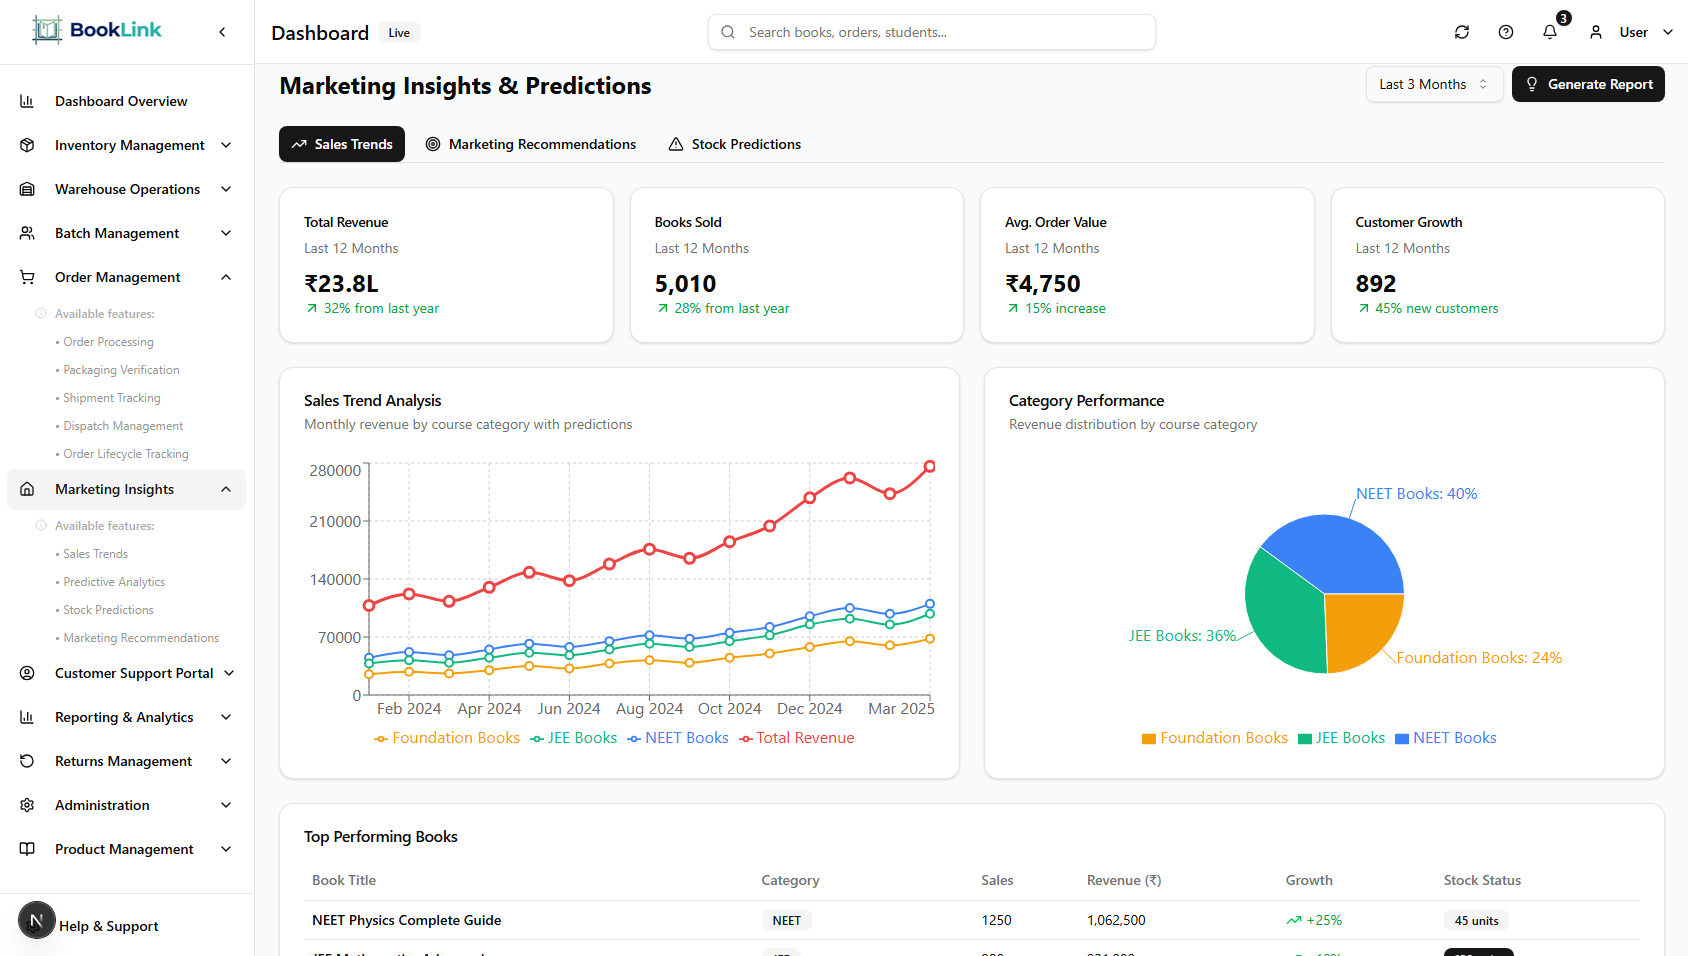 BookLink
Dashboard
Live
Search books, orders, students...
3
User
Dashboard Overview
Inventory Management
Warehouse Operations
Batch Management
Order Management
Available features:
• Order Processing
• Packaging Verification
• Shipment Tracking
• Dispatch Management
• Order Lifecycle Tracking
Marketing Insights
Available features:
• Sales Trends
• Predictive Analytics
• Stock Predictions
• Marketing Recommendations
Customer Support Portal
Reporting & Analytics
Returns Management
Administration
Product Management
N
Help & Support
Marketing Insights & Predictions
Last 3 Months
Generate Report
Sales Trends
Marketing Recommendations
Stock Predictions
Total Revenue
Last 12 Months
₹23.8L
32% from last year
Books Sold
Last 12 Months
5,010
28% from last year
Avg. Order Value
Last 12 Months
₹4,750
15% increase
Customer Growth
Last 12 Months
892
45% new customers
Sales Trend Analysis
Monthly revenue by course category with predictions
280000
210000
140000
70000
0
Feb 2024 Apr 2024 Jun 2024 Aug 2024 Oct 2024 Dec 2024 Mar 2025
Foundation Books JEE Books NEET Books Total Revenue
Category Performance
Revenue distribution by course category
NEET Books: 40%
JEE Books: 36%
Foundation Books: 24%
Foundation Books JEE Books NEET Books
Top Performing Books
Book Title Category Sales Revenue (₹) Growth Stock Status
NEET Physics Complete Guide NEET 1250 1,062,500 +25% 45 units